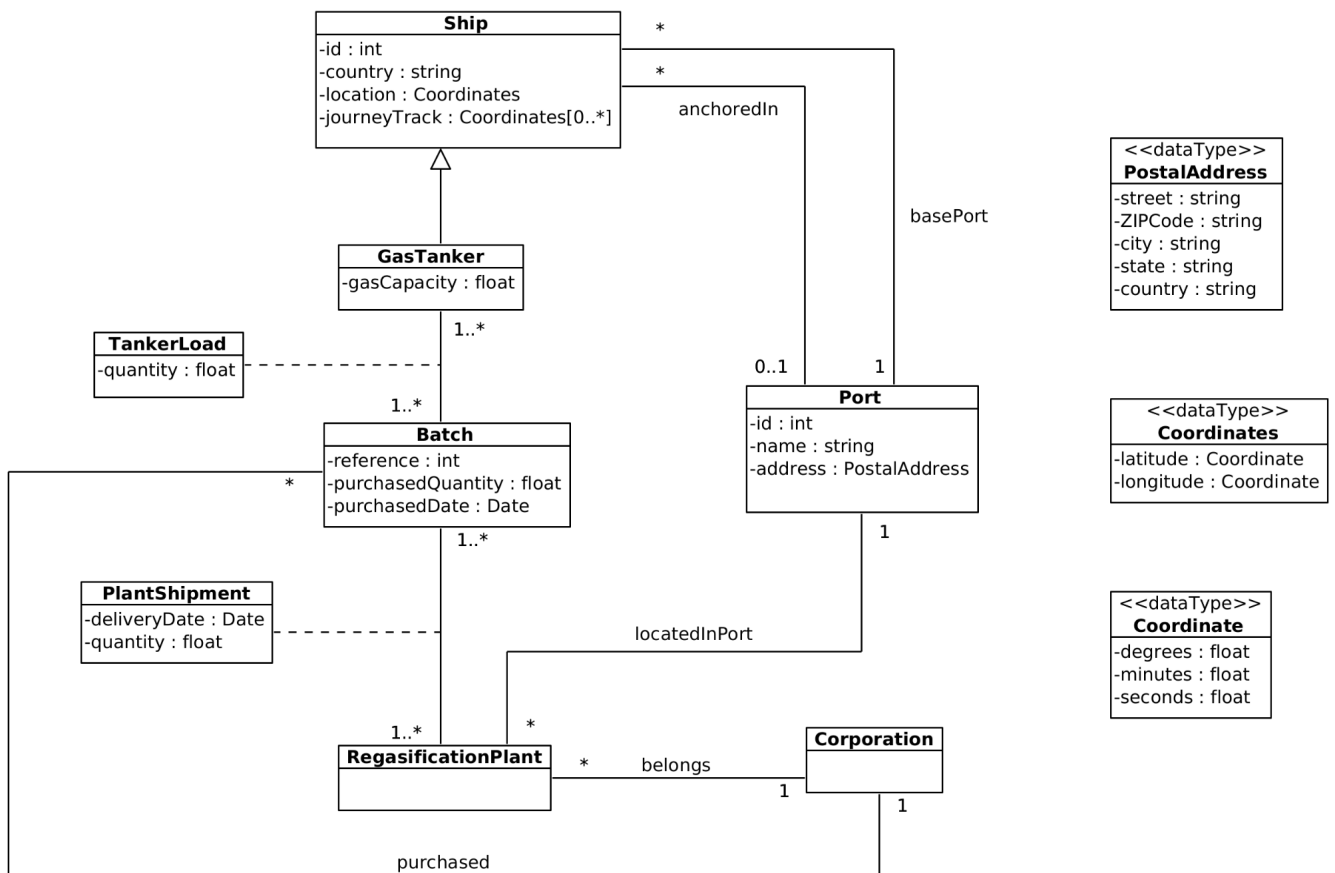 Ship
-id : int
-country : string
-location : Coordinates
-journeyTrack : Coordinates[0..*]
*
*
anchoredIn
basePort
<<dataType>>
PostalAddress
-street : string
-ZIPCode : string
-city : string
-state : string
-country : string
GasTanker
-gasCapacity : float
1..*
TankerLoad
-quantity : float
1..*
0..1
1
Port
-id : int
-name : string
-address : PostalAddress
1
<<dataType>>
Coordinates
-latitude : Coordinate
-longitude : Coordinate
Batch
-reference : int
-purchasedQuantity : float
-purchasedDate : Date
*
1..*
PlantShipment
-deliveryDate : Date
-quantity : float
locatedInPort
<<dataType>>
Coordinate
-degrees : float
-minutes : float
-seconds : float
1..*
*
RegasificationPlant
*
belongs
1
Corporation
1
purchased